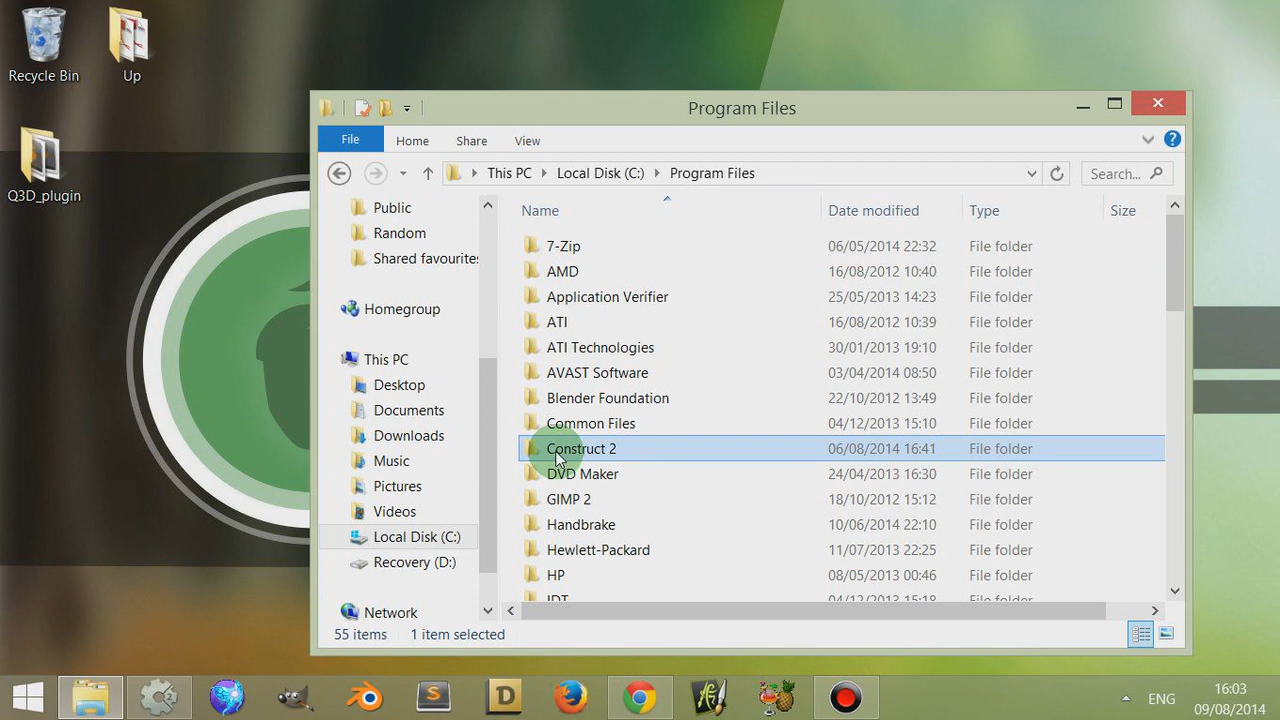 Recycle Bin
Up
Q3D_plugin
Program Files
File Home Share View
This PC Local Disk (C:) Program Files
Search...
Public
Random
Shared favourites
Homegroup
This PC
Desktop
Documents
Downloads
Music
Pictures
Videos
Local Disk (C:)
Recovery (D:)
Network
Name Date modified Type Size
7-Zip 06/05/2014 22:32 File folder
AMD 16/08/2012 10:40 File folder
Application Verifier 25/05/2013 14:23 File folder
ATI 16/08/2012 10:39 File folder
ATI Technologies 30/01/2013 19:10 File folder
AVAST Software 03/04/2014 08:50 File folder
Blender Foundation 22/10/2012 13:49 File folder
Common Files 04/12/2013 15:10 File folder
Construct 2 06/08/2014 16:41 File folder
DVD Maker 24/04/2013 16:30 File folder
GIMP 2 18/10/2012 15:12 File folder
Handbrake 10/06/2014 22:10 File folder
Hewlett-Packard 11/07/2013 22:25 File folder
HP 08/05/2013 00:46 File folder
IDT 04/12/2013 15:18 File folder
55 items 1 item selected
S
D
ENG
16:03
09/08/2014